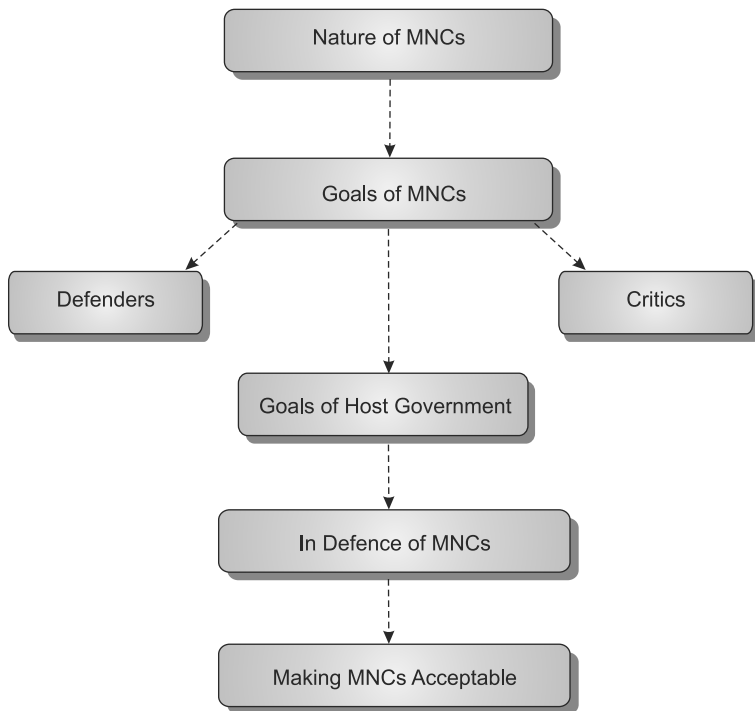 Nature of MNCs
Goals of MNCs
Defenders
Critics
Goals of Host Government
In Defence of MNCs
Making MNCs Acceptable